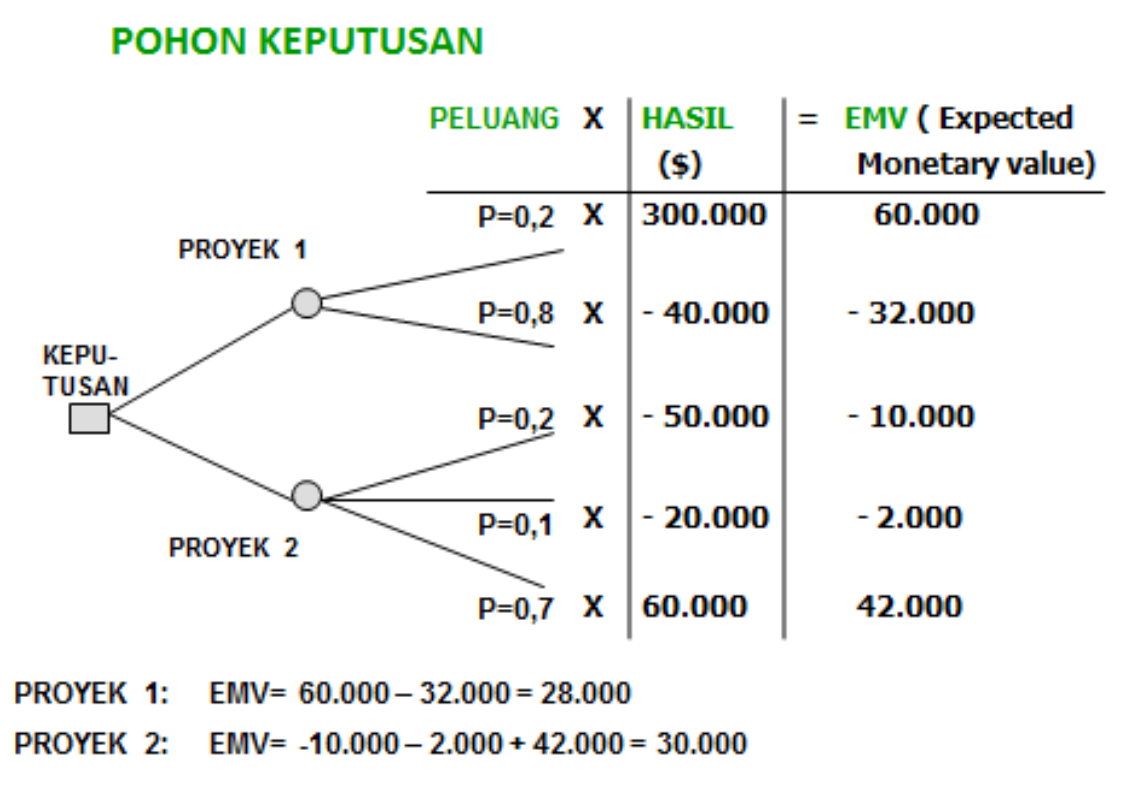 POHON KEPUTUSAN
PELUANG X HASIL = EMV ( Expected
($) Monetary value)
P=0,2 X 300.000 60.000
PROYEK 1
P=0,8 X - 40.000 - 32.000
KEPU-
TUSAN
P=0,2 X - 50.000 - 10.000
P=0,1 X - 20.000 - 2.000
PROYEK 2
P=0,7 X 60.000 42.000
PROYEK 1: EMV= 60.000 – 32.000 = 28.000
PROYEK 2: EMV= -10.000 – 2.000 + 42.000 = 30.000